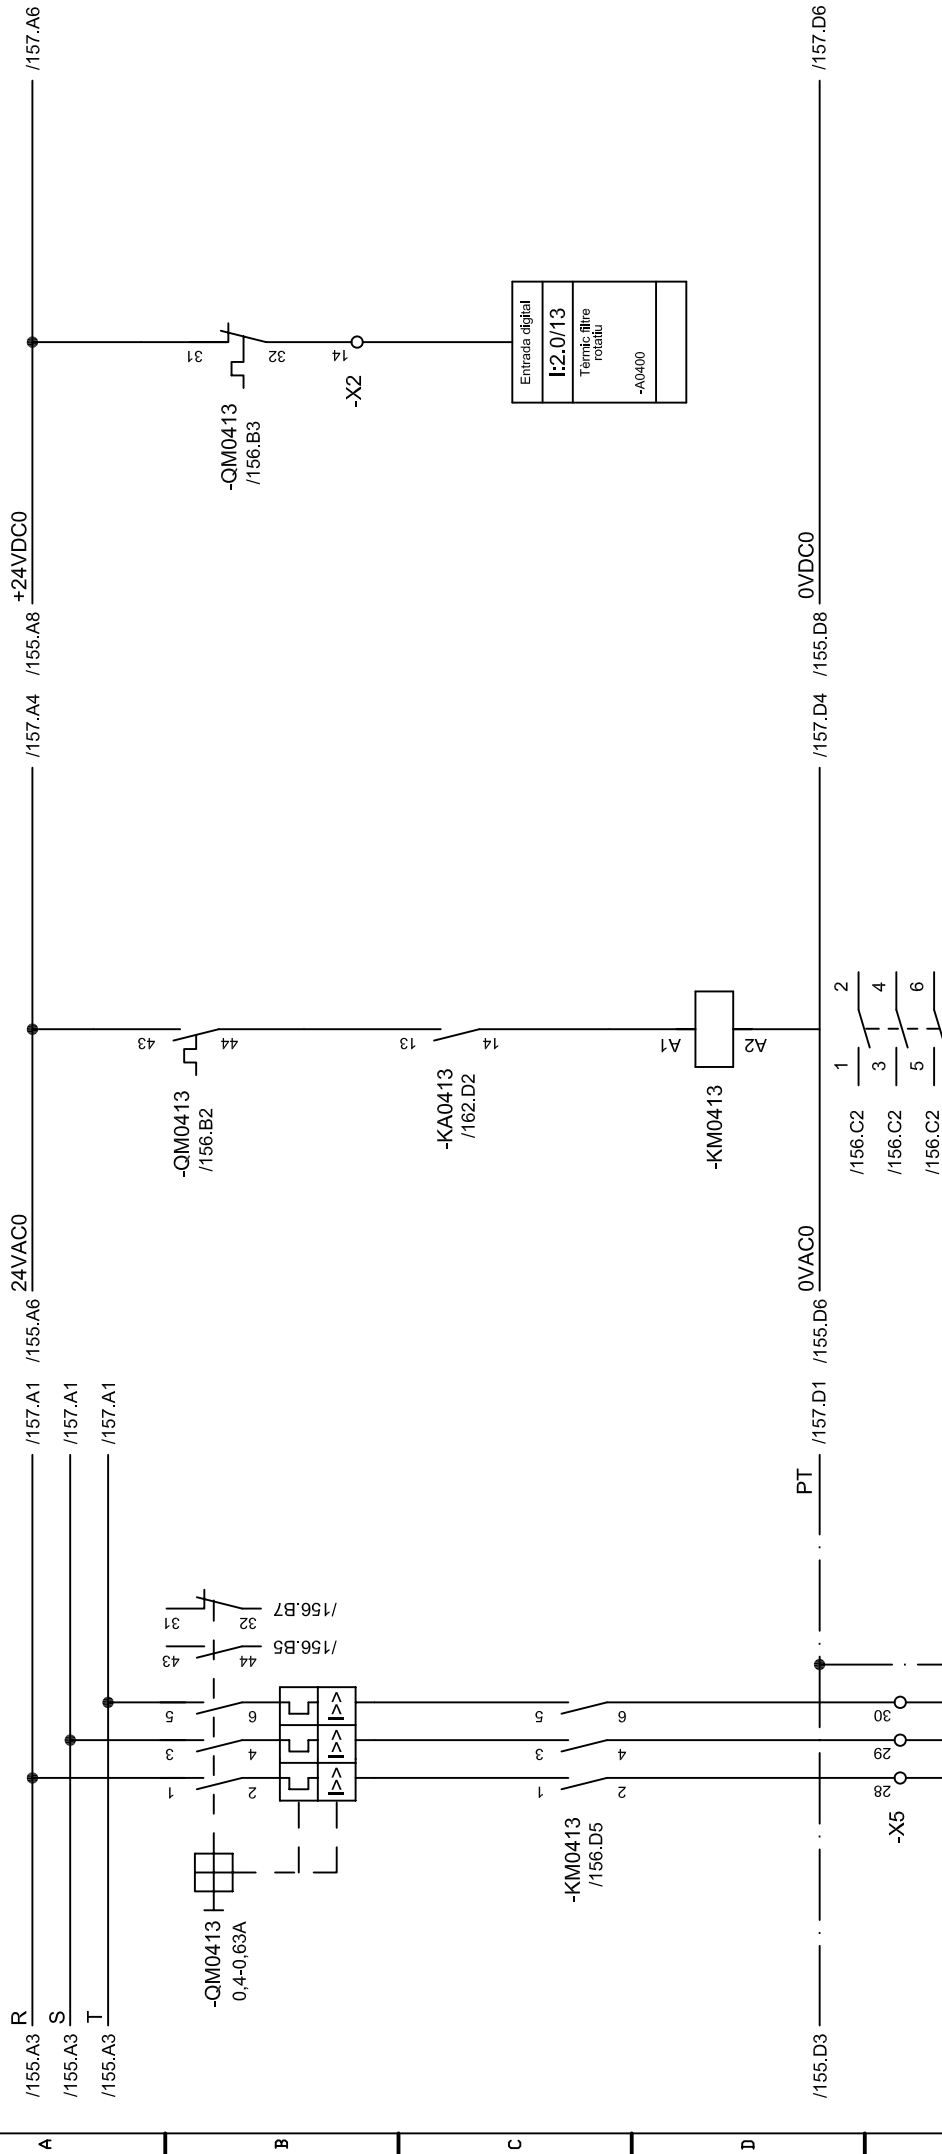 /155.A3
R
/157.A1
/155.A3
S
/157.A1
/155.A3
T
/157.A1
-QM0413
0,4-0,63A
1
2
3
4
5
6
43
44
/156.B5
31
32
/156.B7
I>>
I>>
I>>
-KM0413
/156.D5
1
2
3
4
5
6
/155.D3
PT
/157.D1
-X5
28
29
30
/155.A6
24VAC0
/157.A4
-QM0413
/156.B2
43
44
-KA0413
/162.D2
13
14
-KM0413
A1
A2
/155.D6
0VAC0
/157.D4
/156.C2
1
2
/156.C2
3
4
/156.C2
5
6
/155.A8
+24VDC0
/157.A6
-QM0413
/156.B3
31
32
-X2
14
Entrada digital
I:2.0/13
Tèrmic filtre
rotatiu
-A0400
/155.D8
0VDC0
/157.D6
A
B
C
D